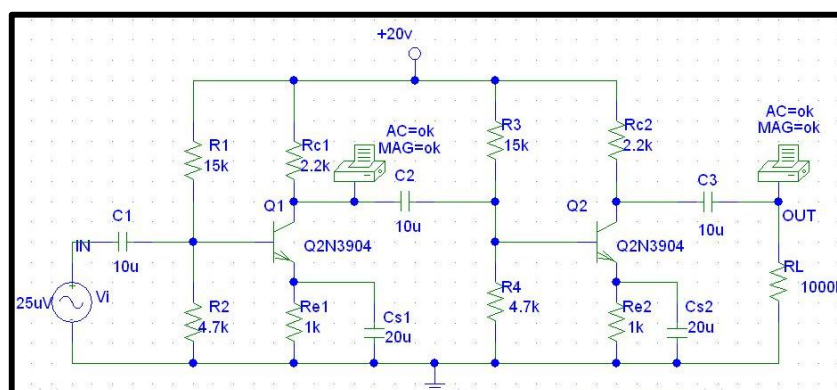 +20v
AC=ok
MAG=ok
AC=ok
MAG=ok
R1
15k
Rc1
2.2k
R3
15k
Rc2
2.2k
C1
10u
IN
Q1
C2
10u
Q2N3904
Q2
C3
10u
OUT
Q2N3904
25uV
Vi
R2
4.7k
Re1
1k
Cs1
20u
R4
4.7k
Re2
1k
Cs2
20u
RL